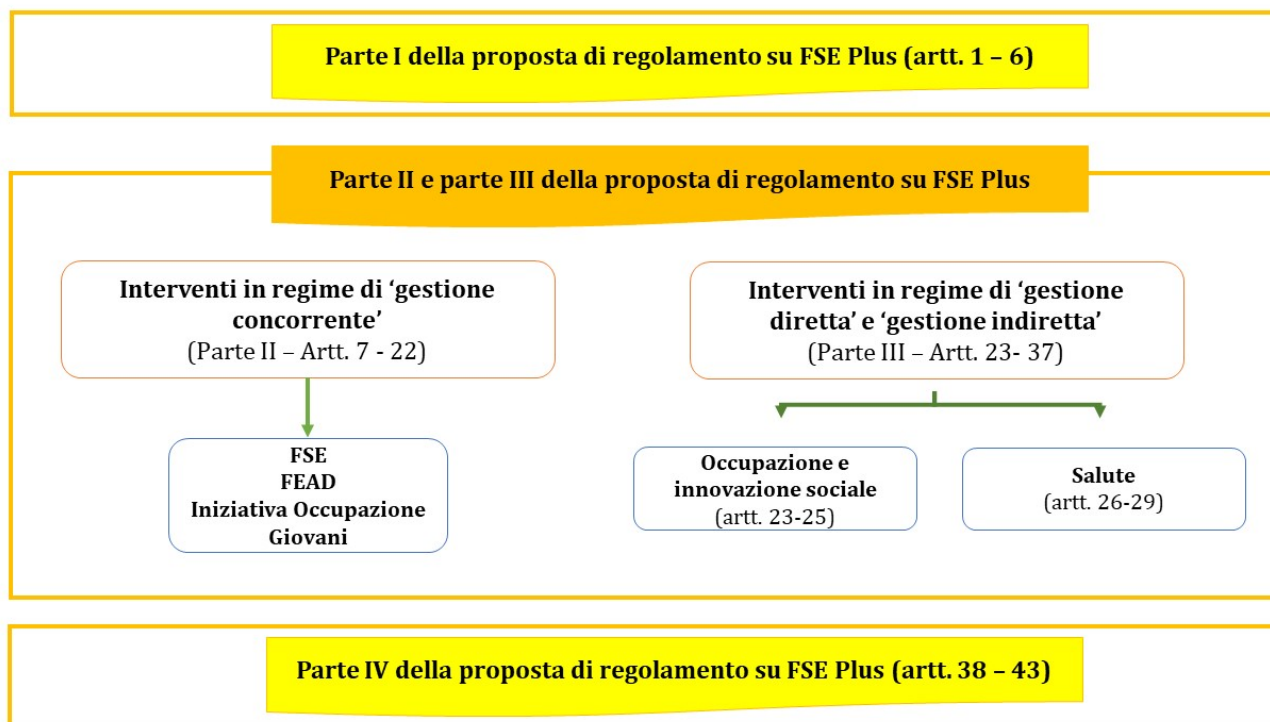 Parte I della proposta di regolamento su FSE Plus (artt. 1 – 6)
Parte II e parte III della proposta di regolamento su FSE Plus
Interventi in regime di ‘gestione
concorrente’
(Parte II – Artt. 7 - 22)
Interventi in regime di ‘gestione
diretta’ e ‘gestione indiretta’
(Parte III – Artt. 23- 37)
FSE
FEAD
Iniziativa Occupazione
Giovani
Occupazione e
innovazione sociale
(artt. 23-25)
Salute
(artt. 26-29)
Parte IV della proposta di regolamento su FSE Plus (artt. 38 – 43)